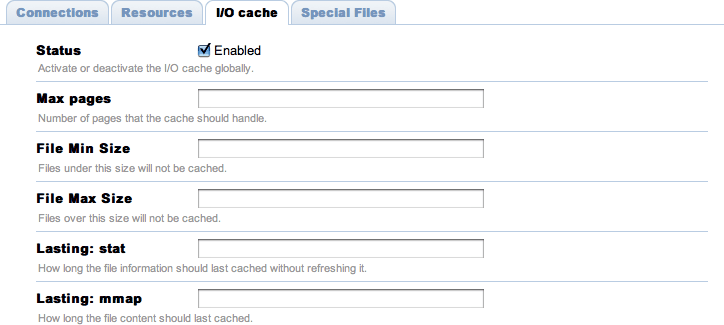 Connections Resources I/O cache Special Files
Status Enabled
Activate or deactivate the I/O cache globally.
Max pages
Number of pages that the cache should handle.
File Min Size
Files under this size will not be cached.
File Max Size
Files over this size will not be cached.
Lasting: stat
How long the file information should last cached without refreshing it.
Lasting: mmap
How long the file content should last cached.